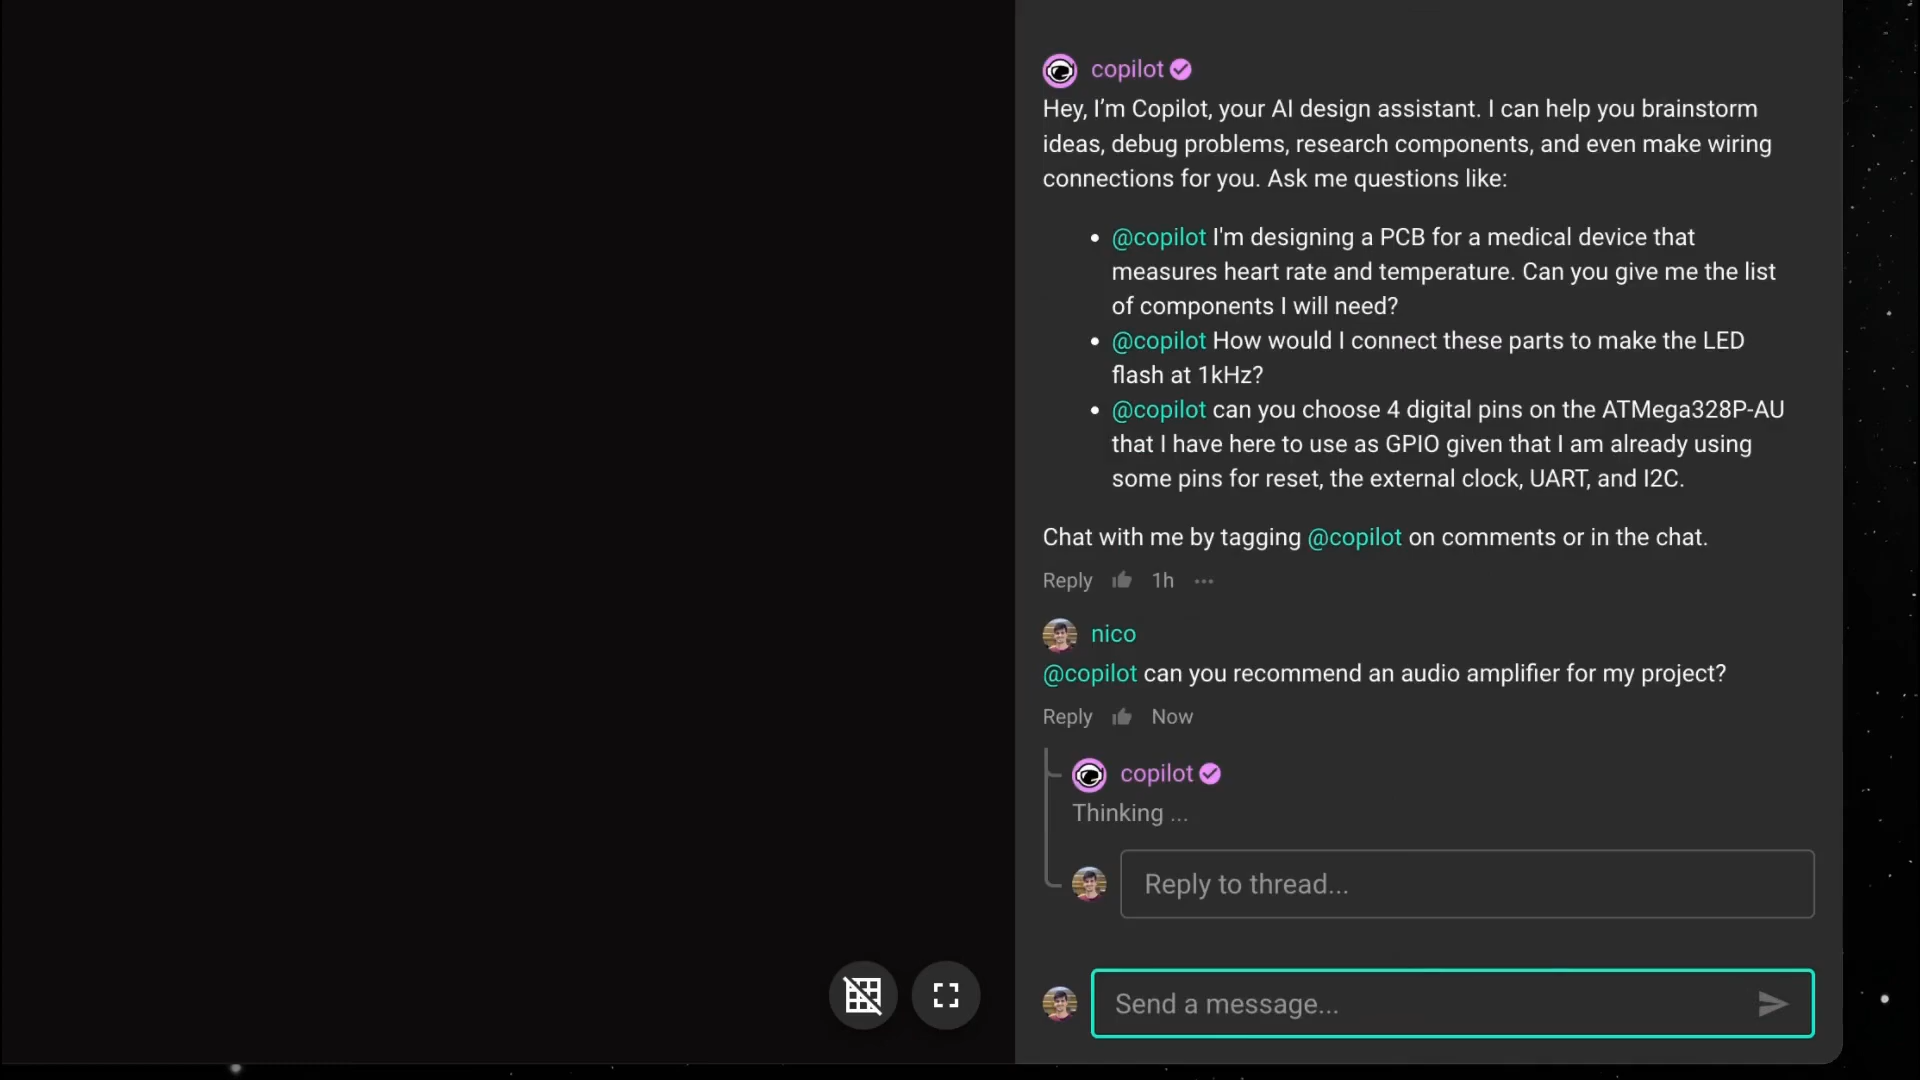 copilot
Hey, I’m Copilot, your AI design assistant. I can help you brainstorm
ideas, debug problems, research components, and even make wiring
connections for you. Ask me questions like:
• @copilot I'm designing a PCB for a medical device that
measures heart rate and temperature. Can you give me the list
of components I will need?
• @copilot How would I connect these parts to make the LED
flash at 1kHz?
• @copilot can you choose 4 digital pins on the ATMega328P-AU
that I have here to use as GPIO given that I am already using
some pins for reset, the external clock, UART, and I2C.
Chat with me by tagging @copilot on comments or in the chat.
Reply 1h ...
nico
@copilot can you recommend an audio amplifier for my project?
Reply Now
copilot
Thinking ...
Reply to thread...
Send a message...